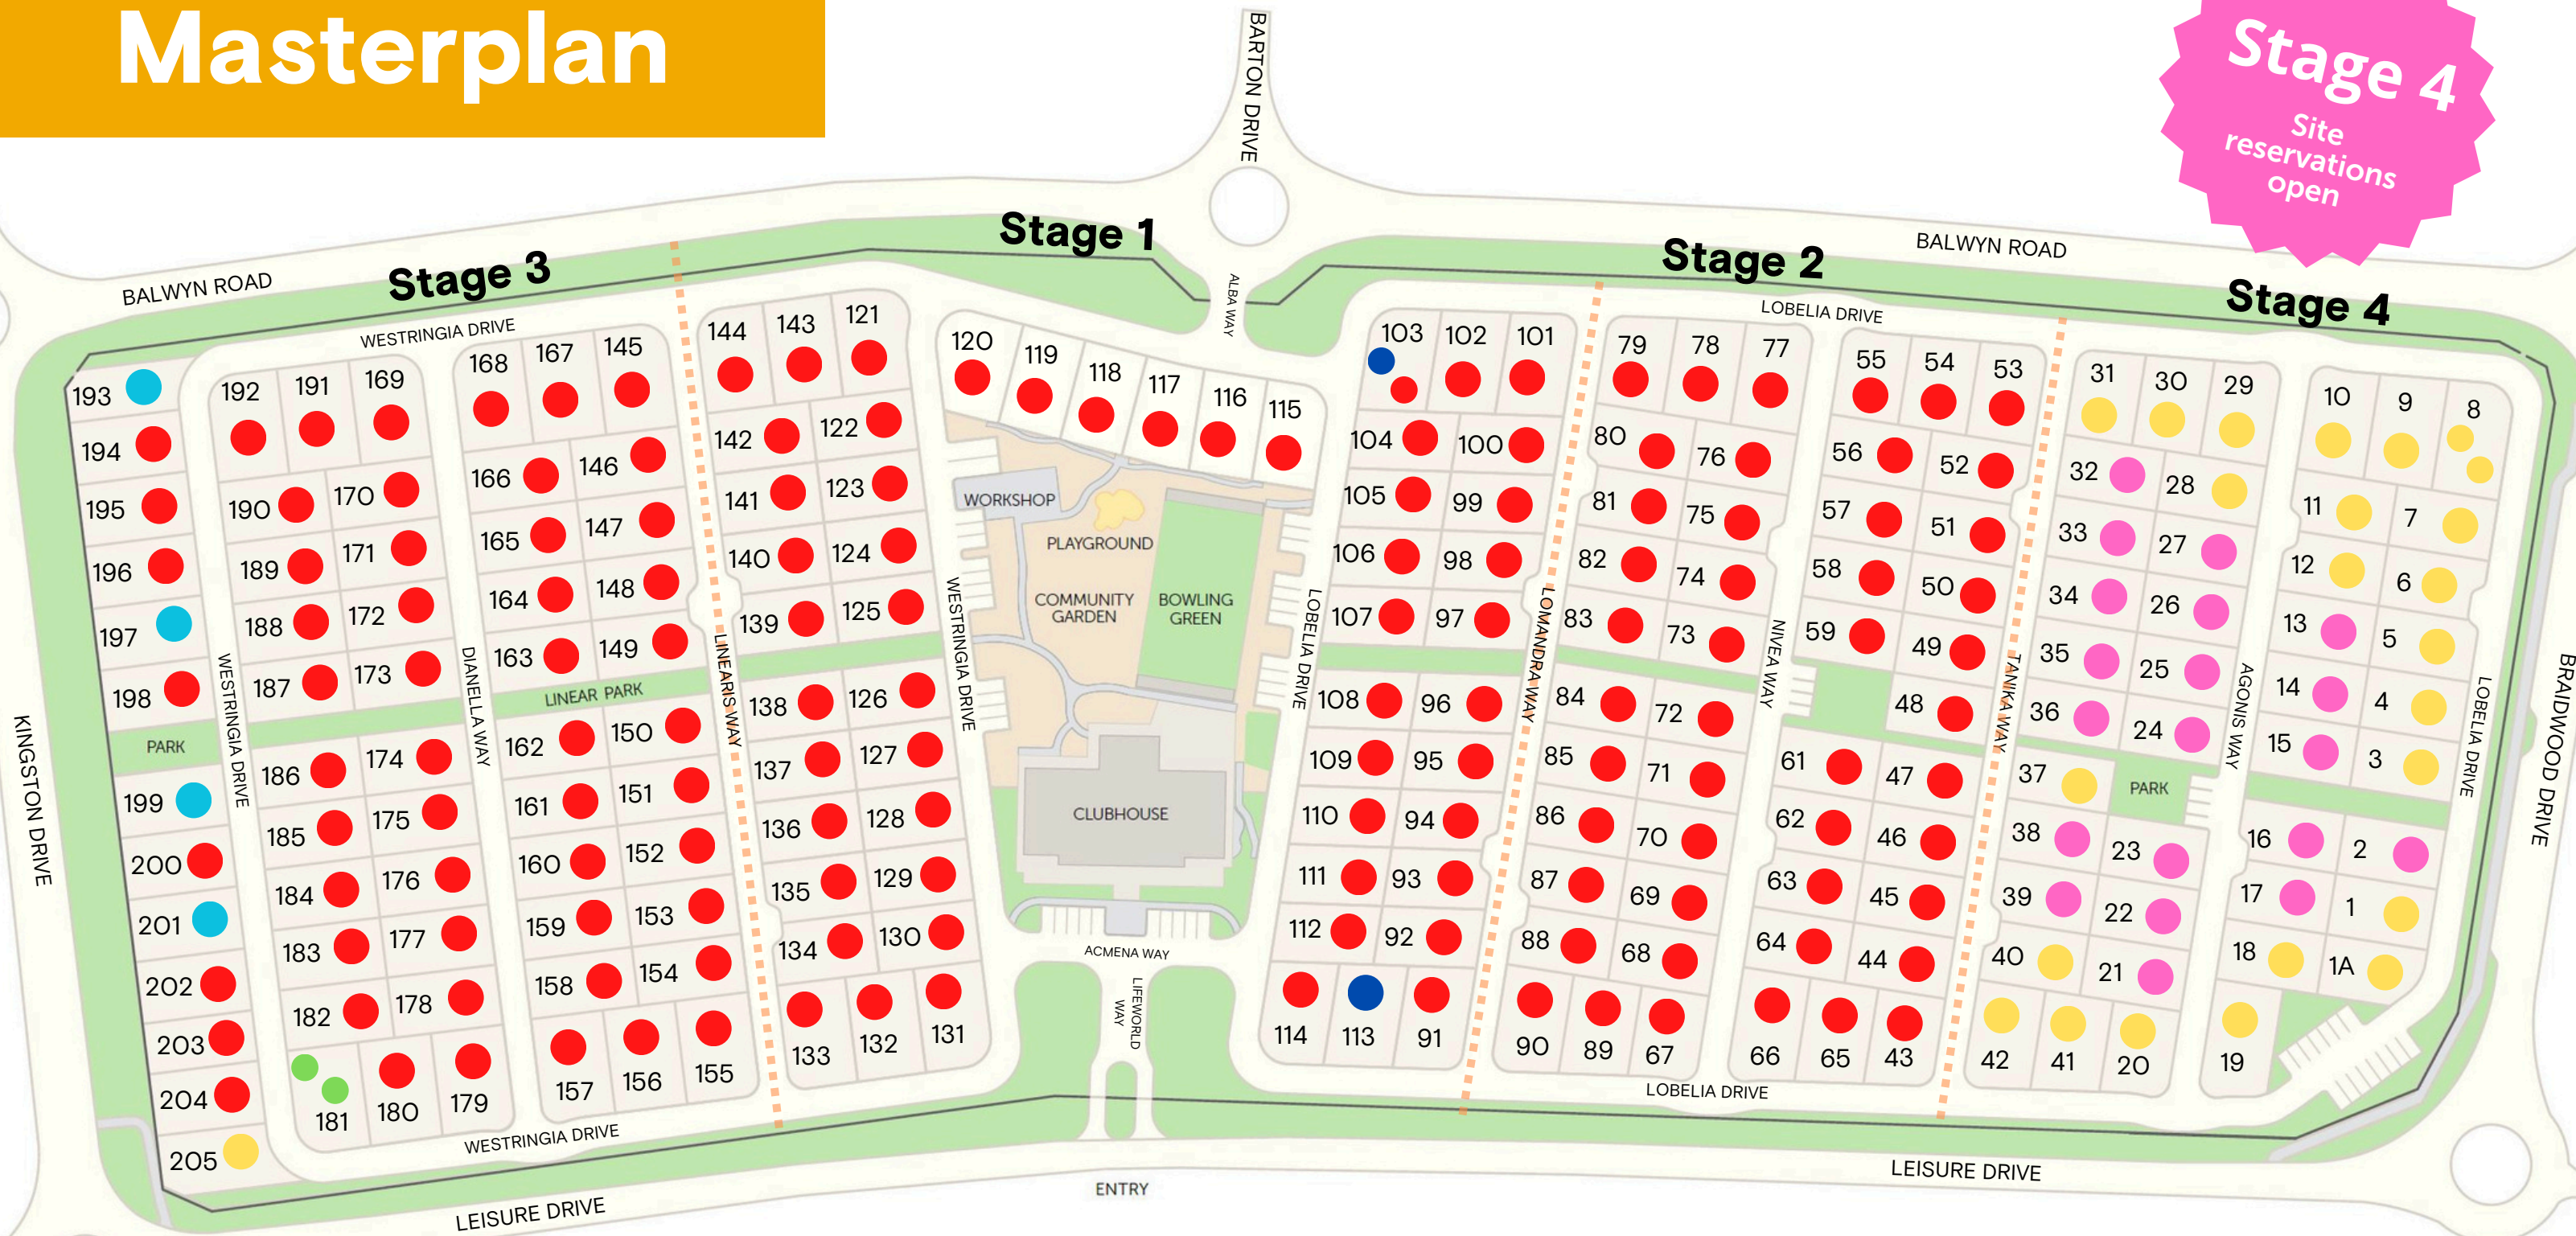 Masterplan
Stage 4
Site
reservations
open
BARTON DRIVE
Stage 3
Stage 1
Stage 2
Stage 4
BALWYN ROAD
BALWYN ROAD
ALBA WAY
WESTRINGIA DRIVE
LOBELIA DRIVE
193
194
195
196
197
198
PARK
199
200
201
202
203
204
205
KINGSTON DRIVE
WESTRINGIA DRIVE
192 191 169
190 170
189 171
188 172
187 173
186 174
185 175
184 176
183 177
182 178
181 180 179
DIANELLA WAY
168 167 145
166 146
165 147
164 148
163 149
LINEAR PARK
162 150
161 151
160 152
159 153
158 154
157 156 155
LINEARIS WAY
144 143 121
142 122
141 123
140 124
139 125
138 126
137 127
136 128
135 129
134 130
133 132 131
WESTRINGIA DRIVE
120 119 118 117 116 115
WORKSHOP
PLAYGROUND
COMMUNITY
GARDEN
BOWLING
GREEN
CLUBHOUSE
ACMENA WAY
LIFEWORLD
WAY
LOBELIA DRIVE
103 102 101
104 100
105 99
106 98
107 97
108 96
109 95
110 94
111 93
112 92
114 113 91
LOMANDRA WAY
79 78 77
80 76
81 75
82 74
83 73
84 72
85 71
86 70
87 69
88 68
90 89 67
NIVEA WAY
55 54 53
56 52
57 51
58 50
59 49
48
61 47
62 46
63 45
64 44
66 65 43
TANIKA WAY
31 30 29
32 28
33 27
34 26
35 25
36 24
37 PARK
38 23
39 22
40 21
42 41 20
AGONIS WAY
10 9 8
11 7
12 6
13 5
14 4
15 3
16 2
17 1
18 1A
19
LOBELIA DRIVE
BRAIDWOOD DRIVE
WESTRINGIA DRIVE
LOBELIA DRIVE
LEISURE DRIVE
ENTRY
LEISURE DRIVE